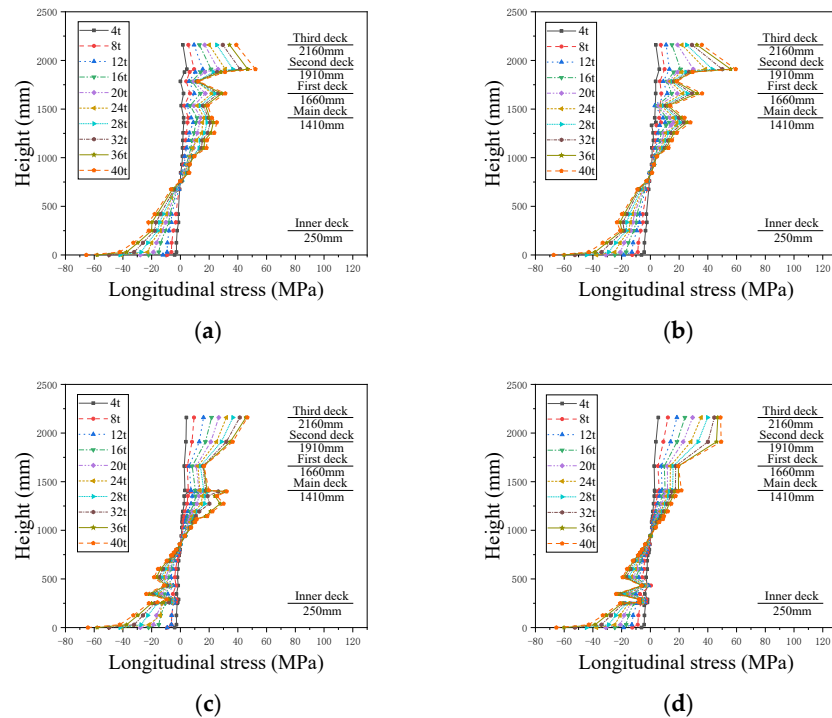 2500
2000
1500
1000
500
0
Height (mm)
4t
8t
12t
16t
20t
24t
28t
32t
36t
40t
Third deck
2160mm
Second deck
1910mm
First deck
1660mm
Main deck
1410mm
Inner deck
250mm
-80 -60 -40 -20 0 20 40 60 80 100 120
Longitudinal stress (MPa)
(a)
2500
2000
1500
1000
500
0
Height (mm)
4t
8t
12t
16t
20t
24t
28t
32t
36t
40t
Third deck
2160mm
Second deck
1910mm
First deck
1660mm
Main deck
1410mm
Inner deck
250mm
-80 -60 -40 -20 0 20 40 60 80 100 120
Longitudinal stress (MPa)
(b)
2500
2000
1500
1000
500
0
Height (mm)
4t
8t
12t
16t
20t
24t
28t
32t
36t
40t
Third deck
2160mm
Second deck
1910mm
First deck
1660mm
Main deck
1410mm
Inner deck
250mm
-80 -60 -40 -20 0 20 40 60 80 100 120
Longitudinal stress (MPa)
(c)
2500
2000
1500
1000
500
0
Height (mm)
4t
8t
12t
16t
20t
24t
28t
32t
36t
40t
Third deck
2160mm
Second deck
1910mm
First deck
1660mm
Main deck
1410mm
Inner deck
250mm
-80 -60 -40 -20 0 20 40 60 80 100 120
Longitudinal stress (MPa)
(d)